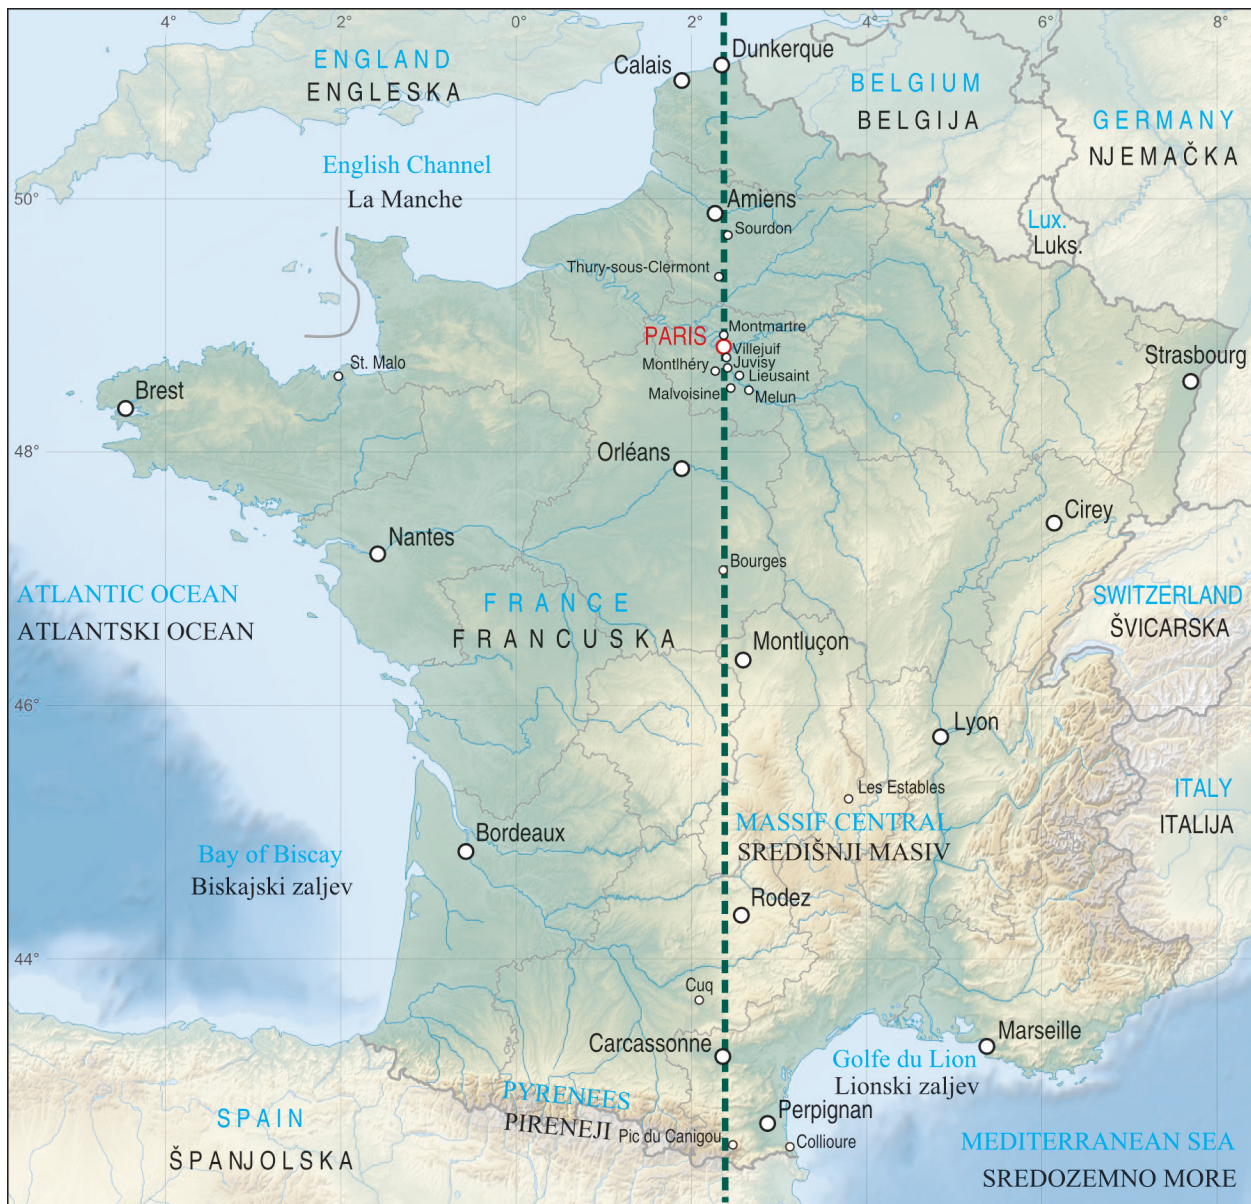 4° 2° 0° 2° 4° 6° 8°
Dunkerque
ENGLAND
ENGLESKA
Calais
BELGIUM
BELGIJA
GERMANY
NJEMAČKA
English Channel
La Manche
50°
Amiens
Sourdon
Lux.
Luks.
Thury-sous-Clermont
Montmartre
PARIS
Villejuif
Juvisy
Montlhéry
Lieusaint
Malvoisine
Melun
Strasbourg
St. Malo
Brest
48°
Orléans
Cirey
Nantes
Bourges
ATLANTIC OCEAN
ATLANTSKI OCEAN
FRANCE
FRANCUSKA
SWITZERLAND
ŠVICARSKA
Montluçon
46°
Lyon
Les Estables
ITALY
ITALIJA
MASSIF CENTRAL
SREDIŠNJI MASIV
Bordeaux
Bay of Biscay
Biskajski zaljev
Rodez
44°
Cuq
Carcassonne
Marseille
Golfe du Lion
Lionski zaljev
PYRENEES
PIRENEJI
Perpignan
Pic du Canigou
Collioure
SPAIN
ŠPANJOLSKA
MEDITERRANEAN SEA
SREDOZEMNO MORE